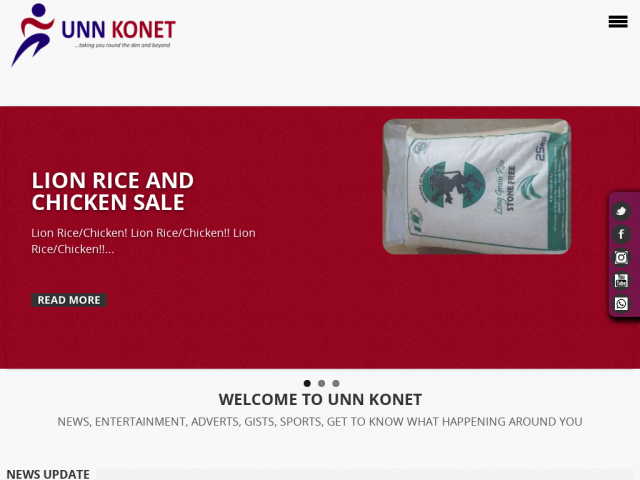 UNN KONET
...taking you round the den and beyond
LION RICE AND
CHICKEN SALE
Lion Rice/Chicken! Lion Rice/Chicken!! Lion
Rice/Chicken!!...
READ MORE
Long Grain Rice
STONE FREE
25KG
You
Tube
WELCOME TO UNN KONET
NEWS, ENTERTAINMENT, ADVERTS, GISTS, SPORTS, GET TO KNOW WHAT HAPPENING AROUND YOU
NEWS UPDATE